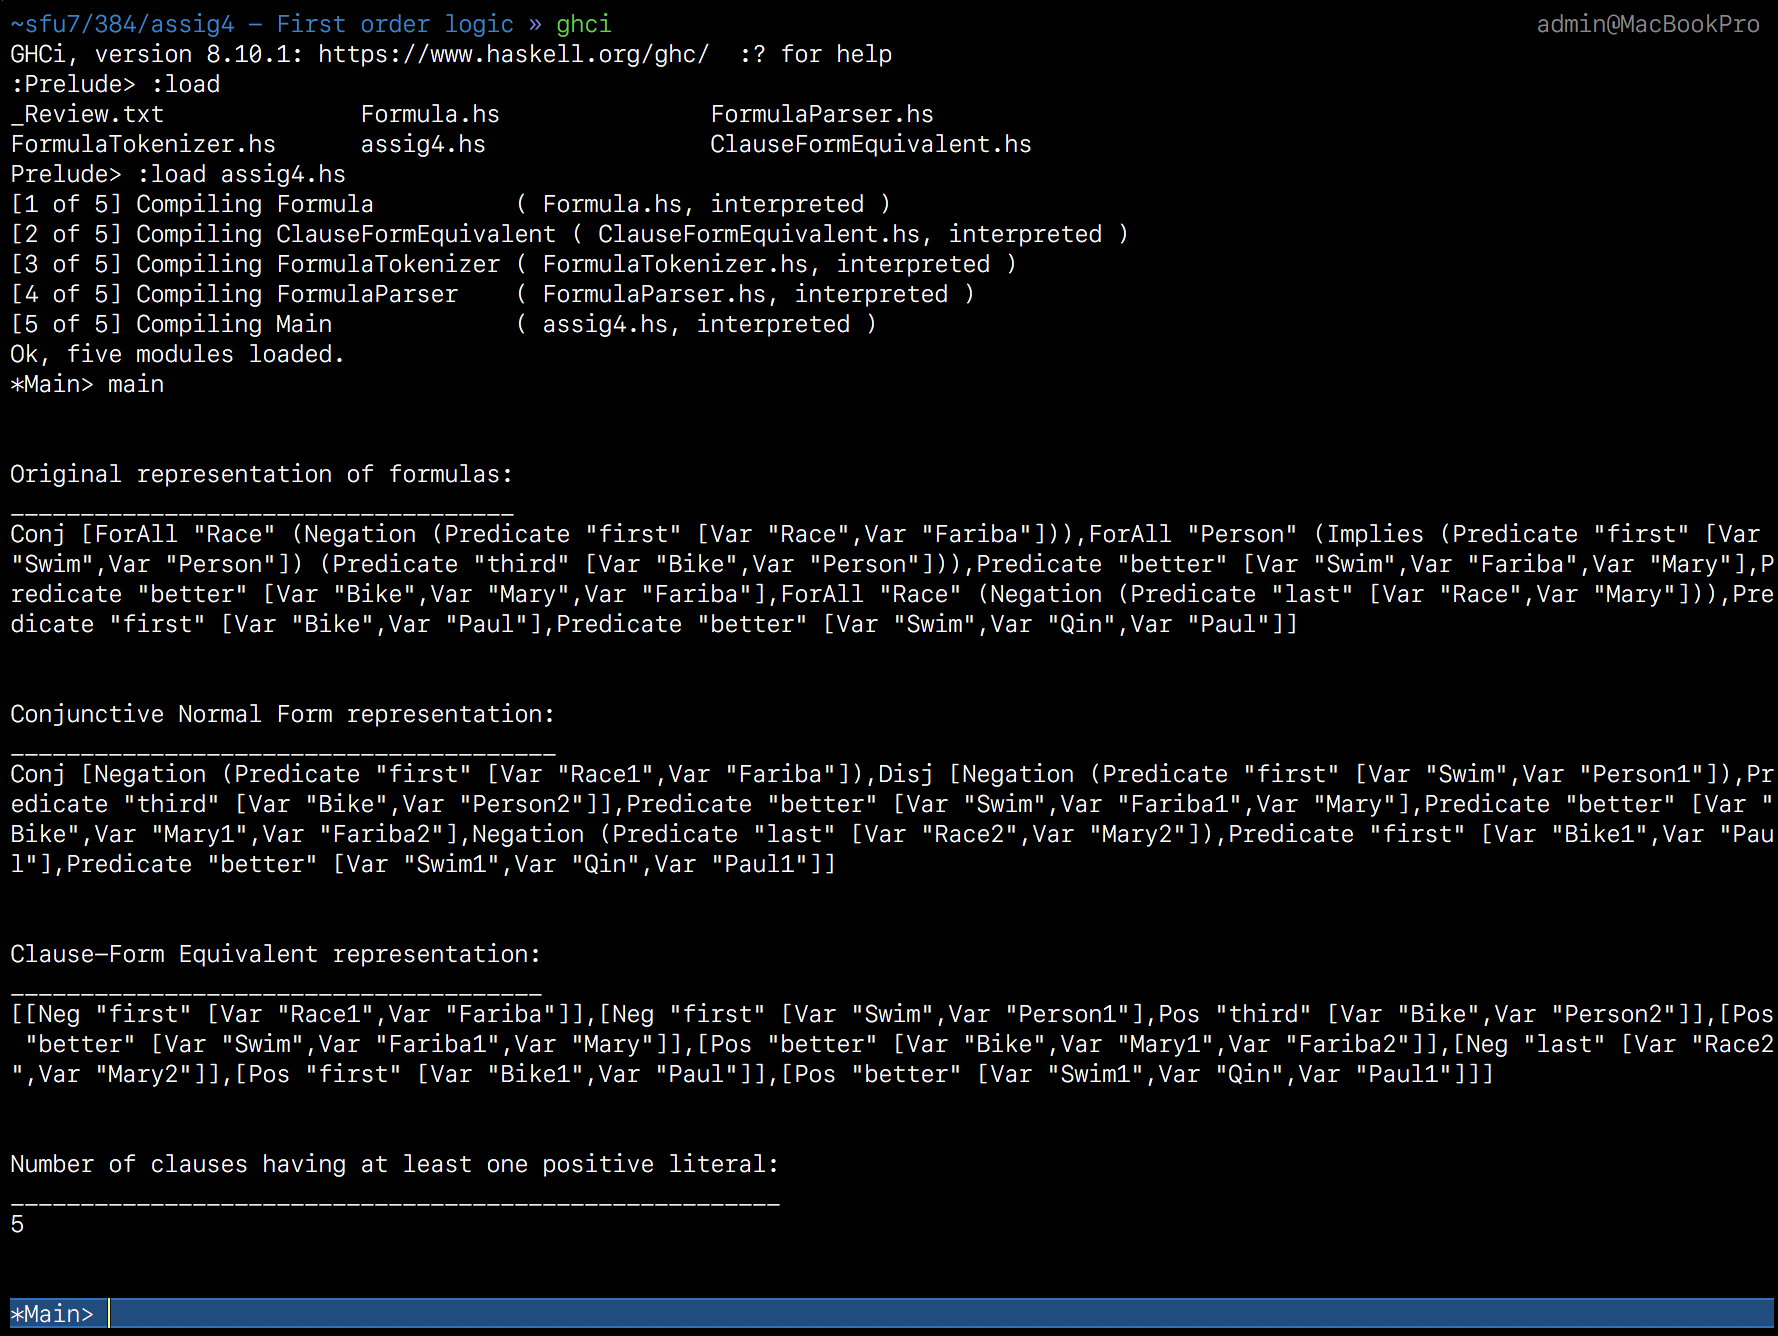 ~sfu7/384/assig4 — First order logic » ghci admin@MacBookPro
GHCi, version 8.10.1: https://www.haskell.org/ghc/  :? for help
:Prelude> :load
_Review.txt Formula.hs FormulaParser.hs
FormulaTokenizer.hs assig4.hs ClauseFormEquivalent.hs
Prelude> :load assig4.hs
[1 of 5] Compiling Formula          ( Formula.hs, interpreted )
[2 of 5] Compiling ClauseFormEquivalent ( ClauseFormEquivalent.hs, interpreted )
[3 of 5] Compiling FormulaTokenizer ( FormulaTokenizer.hs, interpreted )
[4 of 5] Compiling FormulaParser    ( FormulaParser.hs, interpreted )
[5 of 5] Compiling Main             ( assig4.hs, interpreted )
Ok, five modules loaded.
*Main> main
Original representation of formulas:
____________________________________
Conj [ForAll "Race" (Negation (Predicate "first" [Var "Race",Var "Fariba"])),ForAll "Person" (Implies (Predicate "first" [Var
"Swim",Var "Person"]) (Predicate "third" [Var "Bike",Var "Person"])),Predicate "better" [Var "Swim",Var "Fariba",Var "Mary"],P
redicate "better" [Var "Bike",Var "Mary",Var "Fariba"],ForAll "Race" (Negation (Predicate "last" [Var "Race",Var "Mary"])),Pre
dicate "first" [Var "Bike",Var "Paul"],Predicate "better" [Var "Swim",Var "Qin",Var "Paul"]]
Conjunctive Normal Form representation:
_______________________________________
Conj [Negation (Predicate "first" [Var "Race1",Var "Fariba"]),Disj [Negation (Predicate "first" [Var "Swim",Var "Person1"]),Pr
edicate "third" [Var "Bike",Var "Person2"]],Predicate "better" [Var "Swim",Var "Fariba1",Var "Mary"],Predicate "better" [Var "
Bike",Var "Mary1",Var "Fariba2"],Negation (Predicate "last" [Var "Race2",Var "Mary2"]),Predicate "first" [Var "Bike1",Var "Pau
l"],Predicate "better" [Var "Swim1",Var "Qin",Var "Paul1"]]
Clause—Form Equivalent representation:
______________________________________
[[Neg "first" [Var "Race1",Var "Fariba"]],[Neg "first" [Var "Swim",Var "Person1"],Pos "third" [Var "Bike",Var "Person2"]],[Pos
 "better" [Var "Swim",Var "Fariba1",Var "Mary"]],[Pos "better" [Var "Bike",Var "Mary1",Var "Fariba2"]],[Neg "last" [Var "Race2
",Var "Mary2"]],[Pos "first" [Var "Bike1",Var "Paul"]],[Pos "better" [Var "Swim1",Var "Qin",Var "Paul1"]]]
Number of clauses having at least one positive literal:
_______________________________________________________
5
*Main>